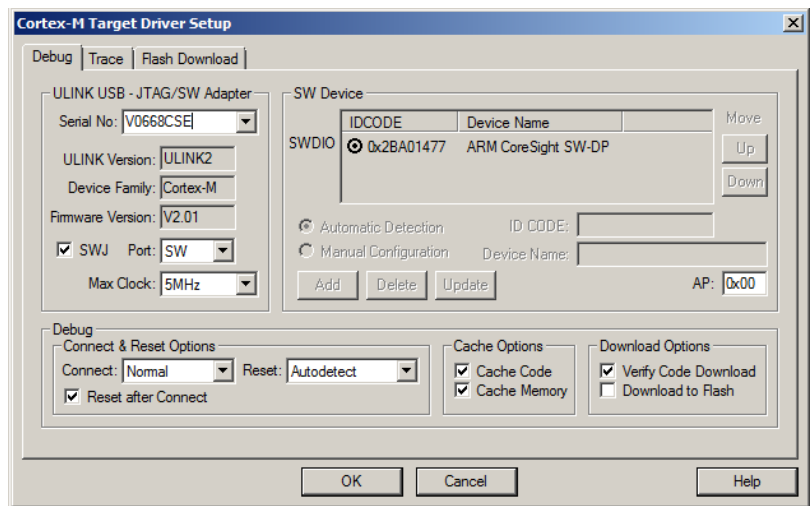 Cortex-M Target Driver Setup
Debug Trace Flash Download
ULINK USB - JTAG/SW Adapter
Serial No: V0668CSE
ULINK Version: ULINK2
Device Family: Cortex-M
Firmware Version: V2.01
SWJ Port: SW
Max Clock: 5MHz
SW Device
IDCODE Device Name Move
SWDIO 0x2BA01477 ARM CoreSight SW-DP Up
Down
Automatic Detection ID CODE:
Manual Configuration Device Name:
Add Delete Update AP: 0x00
Debug
Connect & Reset Options
Connect: Normal Reset: Autodetect
Reset after Connect
Cache Options
Cache Code
Cache Memory
Download Options
Verify Code Download
Download to Flash
OK Cancel Help